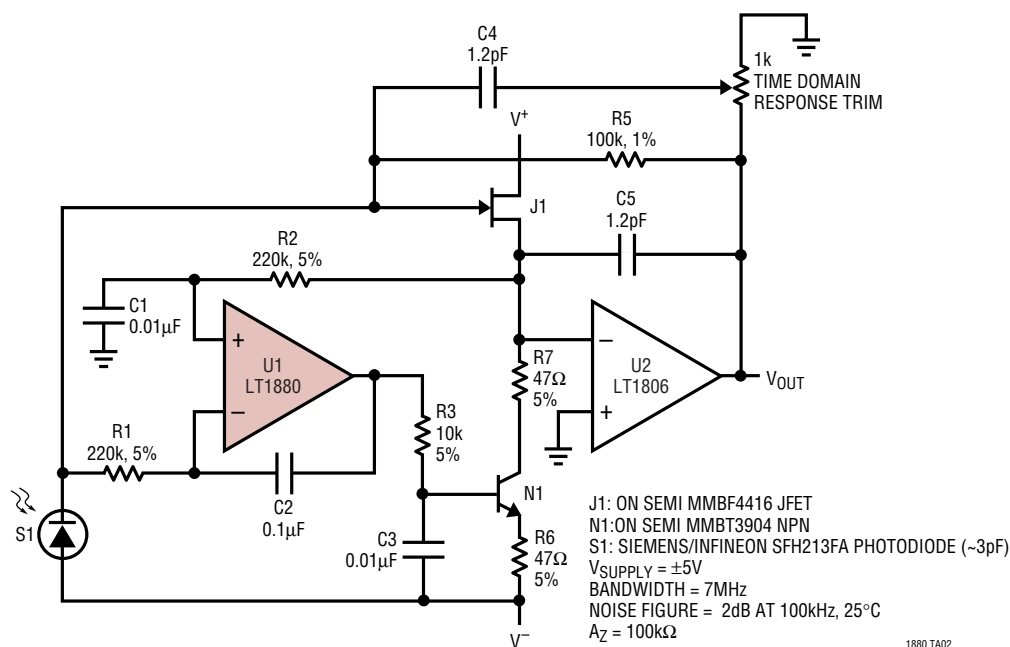 C4
1.2pF
1k
TIME DOMAIN
RESPONSE TRIM
V+
R5
100k, 1%
J1
C5
1.2pF
R2
220k, 5%
C1
0.01µF
+
U1
LT1880
–
R7
47Ω
5%
–
U2
LT1806
+
VOUT
R3
10k
5%
R1
220k, 5%
C2
0.1µF
N1
S1
C3
0.01µF
R6
47Ω
5%
V–
J1: ON SEMI MMBF4416 JFET
N1:ON SEMI MMBT3904 NPN
S1: SIEMENS/INFINEON SFH213FA PHOTODIODE (~3pF)
VSUPPLY = ±5V
BANDWIDTH = 7MHz
NOISE FIGURE = 2dB AT 100kHz, 25°C
AZ = 100kΩ
1880 TA02